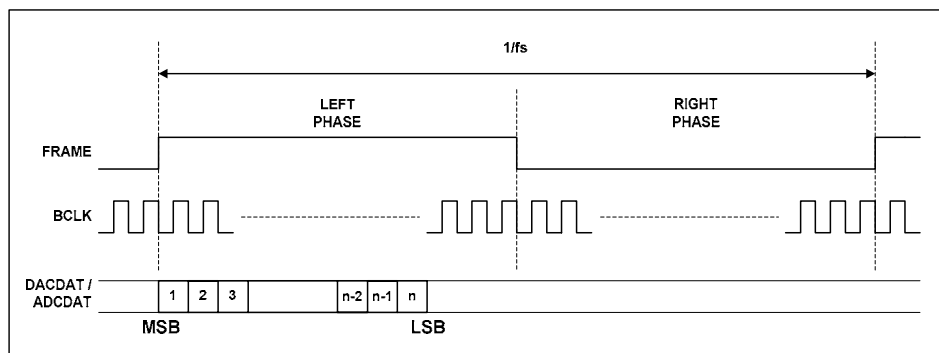 1/fs
LEFT
PHASE
RIGHT
PHASE
FRAME
BCLK
DACDAT /
ADCDAT
1 2 3 n-2 n-1 n
MSB LSB